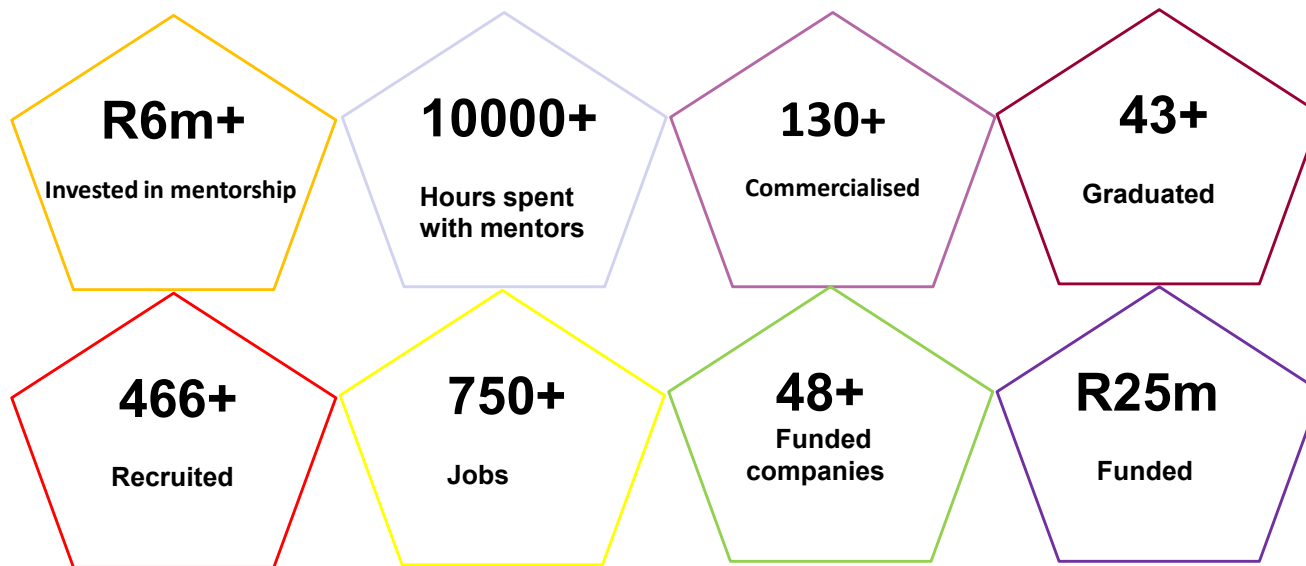 R6m+
Invested in mentorship
10000+
Hours spent
with mentors
130+
Commercialised
43+
Graduated
466+
Recruited
750+
Jobs
48+
Funded
companies
R25m
Funded